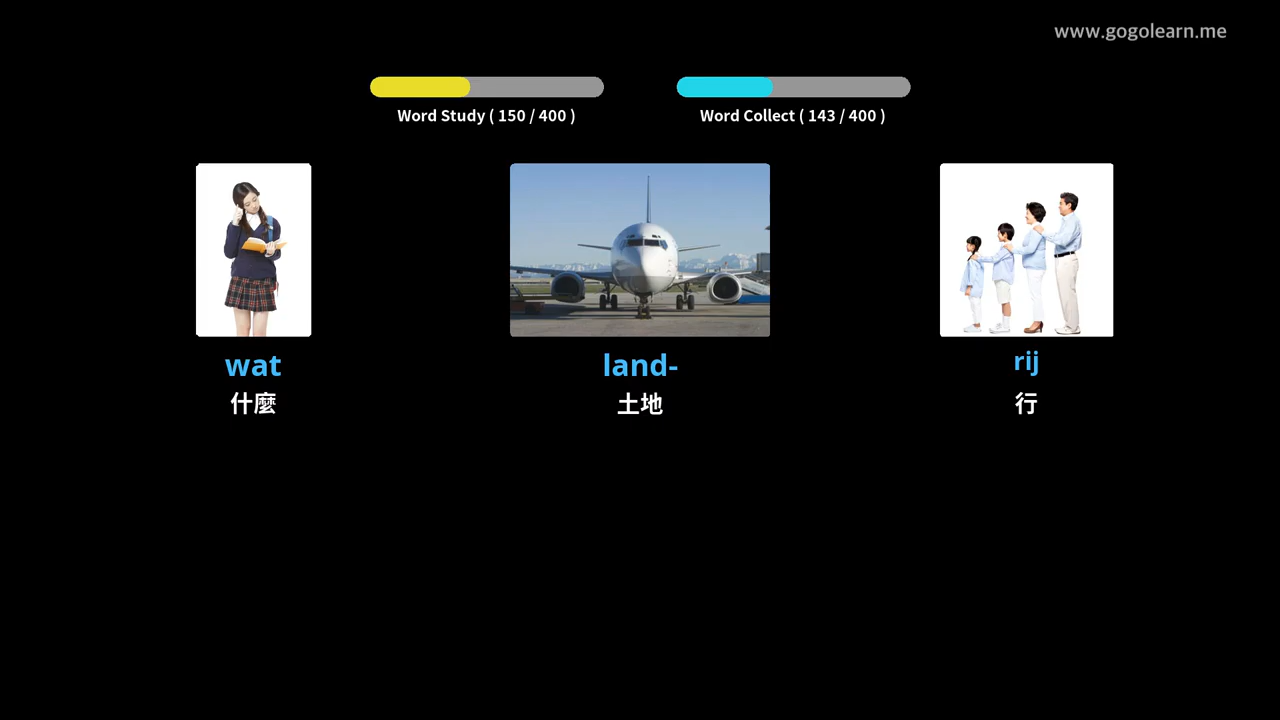 www.gogolearn.me
Word Study ( 150 / 400 )
Word Collect ( 143 / 400 )
wat
什麼
land-
土地
rij
行